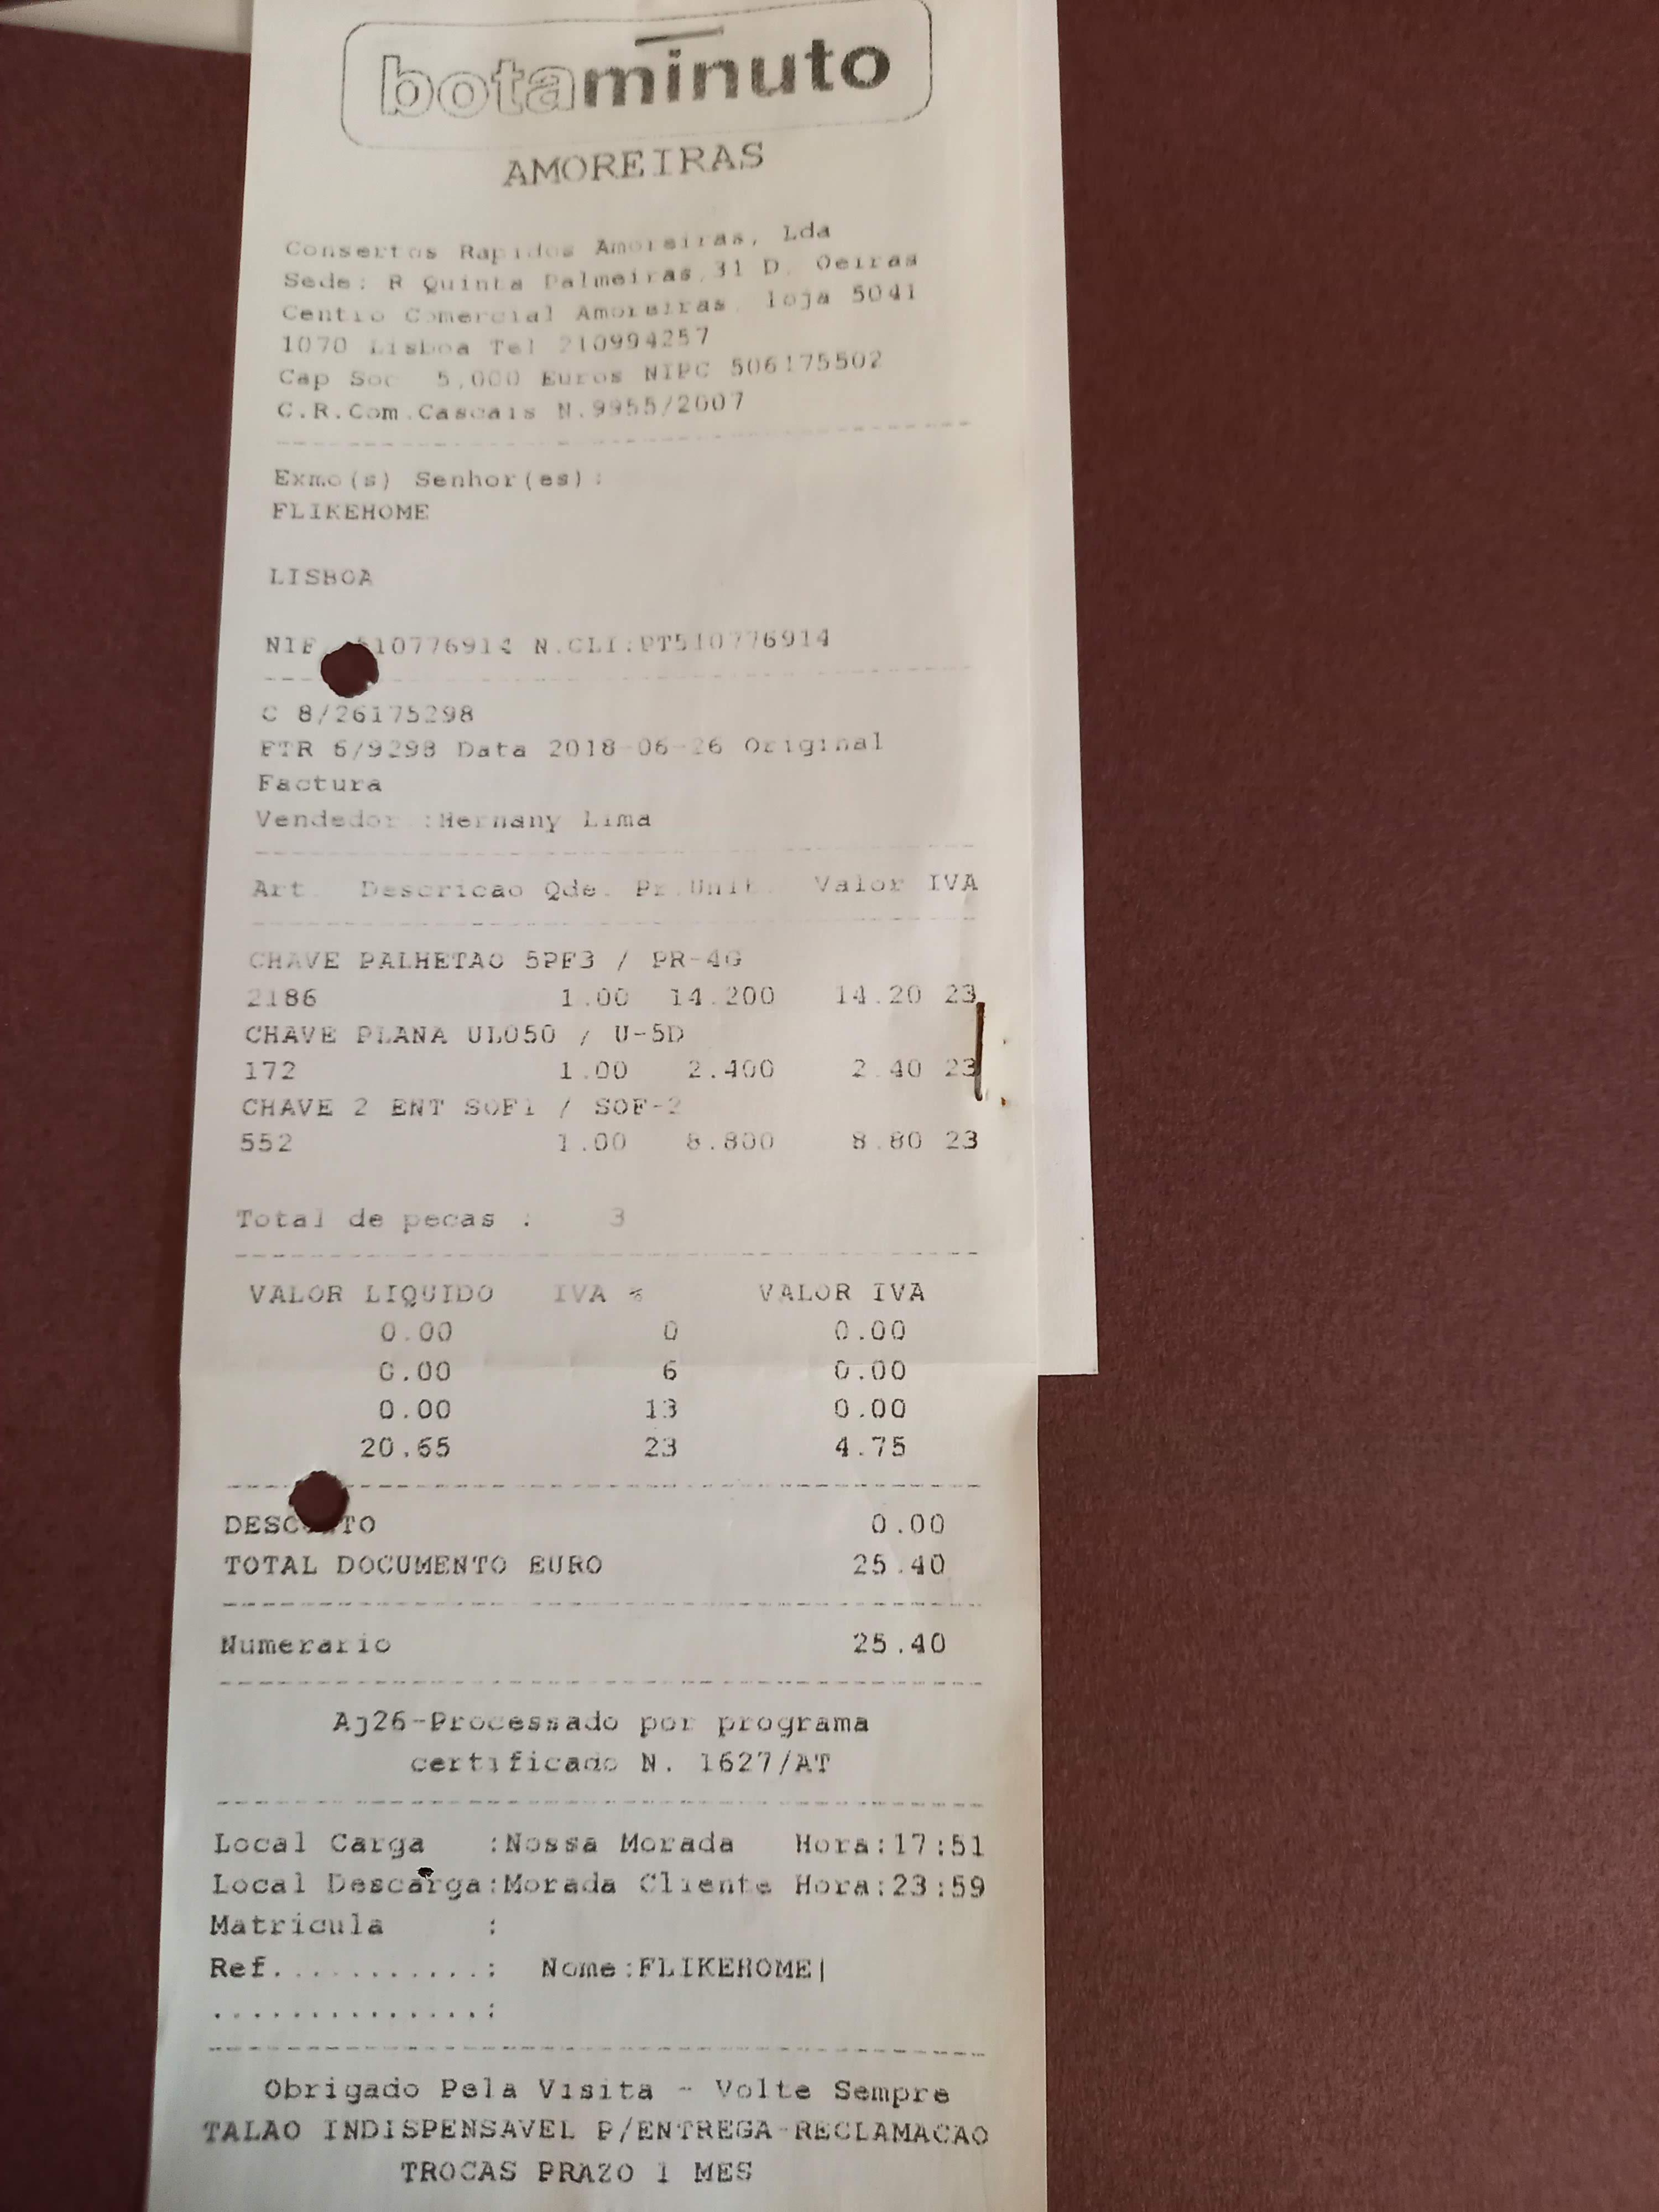 botaminuto
AMOREIRAS
Consertos Rapidos Amoreiras, Lda
Sede: R Quinta Palmeiras,31 D. Oeiras
Centro Comercial Amoreiras, loja 5041
1070 Lisboa Tel 210994257
Cap Soc 5,000 Euros NIPC 506175502
C.R.Com.Cascais N.9955/2007
Exmo(s) Senhor(es):
FLIKEHOME
LISBOA
NIF 510776914 N.CLI:PT510776914
C 8/26175298
FTR 6/9298 Data 2018-06-26 Original
Factura
Vendedor :Hernany Lima
Art. Descricao Qde. Pr.Unit. Valor IVA
CHAVE PALHETAO 5PF3 / PR-4G
2186 1.00 14.200 14.20 23
CHAVE PLANA UL050 / U-5D
172 1.00 2.400 2.40 23
CHAVE 2 ENT SOF1 / SOF-2
552 1.00 8.800 8.80 23
Total de pecas : 3
VALOR LIQUIDO IVA % VALOR IVA
0.00 0 0.00
0.00 6 0.00
0.00 13 0.00
20.65 23 4.75
DESCONTO 0.00
TOTAL DOCUMENTO EURO 25.40
Numerario 25.40
Aj26-Processado por programa
certificado N. 1627/AT
Local Carga :Nossa Morada Hora:17:51
Local Descarga:Morada Cliente Hora:23:59
Matricula :
Ref...........: Nome:FLIKEHOME|
..............:
Obrigado Pela Visita - Volte Sempre
TALAO INDISPENSAVEL P/ENTREGA-RECLAMACAO
TROCAS PRAZO 1 MES